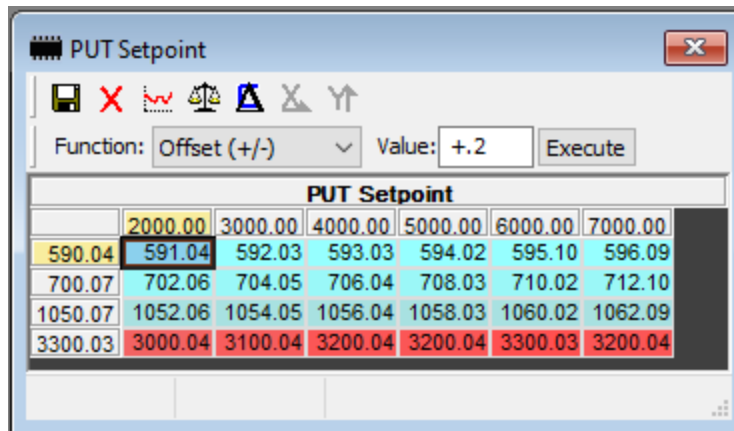 PUT Setpoint
Function: Offset (+/-) Value: +.2 Execute
PUT Setpoint
2000.00 3000.00 4000.00 5000.00 6000.00 7000.00
590.04 591.04 592.03 593.03 594.02 595.10 596.09
700.07 702.06 704.05 706.04 708.03 710.02 712.10
1050.07 1052.06 1054.05 1056.04 1058.03 1060.02 1062.09
3300.03 3000.04 3100.04 3200.04 3200.04 3300.03 3200.04